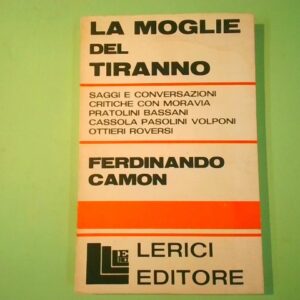 LA MOGLIE
DEL
TIRANNO
SAGGI E CONVERSAZIONI
CRITICHE CON MORAVIA
PRATOLINI BASSANI
CASSOLA PASOLINI VOLPONI
OTTIERI ROVERSI
FERDINANDO
CAMON
LERICI
EDITORE